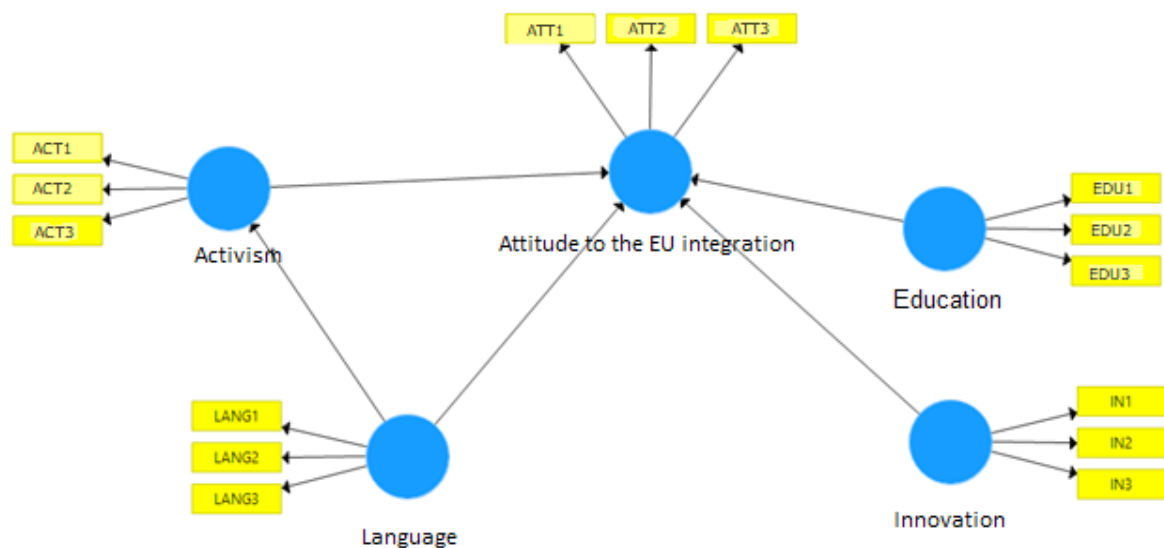 ATT1 ATT2 ATT3
ACT1
ACT2
ACT3
Activism
Attitude to the EU integration
EDU1
EDU2
EDU3
Education
LANG1
LANG2
LANG3
Language
IN1
IN2
IN3
Innovation